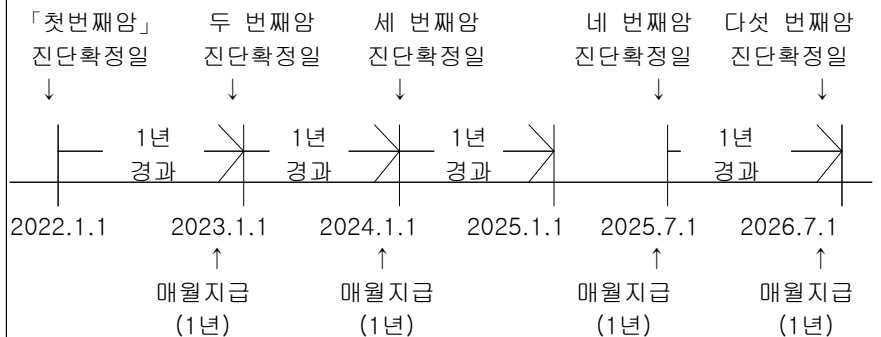 「첫번째암」 두 번째암 세 번째암 네 번째암 다섯 번째암
진단확정일 진단확정일 진단확정일 진단확정일 진단확정일
↓ ↓ ↓ ↓ ↓
1년 1년 1년 1년
경과 경과 경과 경과
2022.1.1 2023.1.1 2024.1.1 2025.1.1 2025.7.1 2026.7.1
↑ ↑ ↑ ↑
매월지급 매월지급 매월지급 매월지급
(1년) (1년) (1년) (1년)